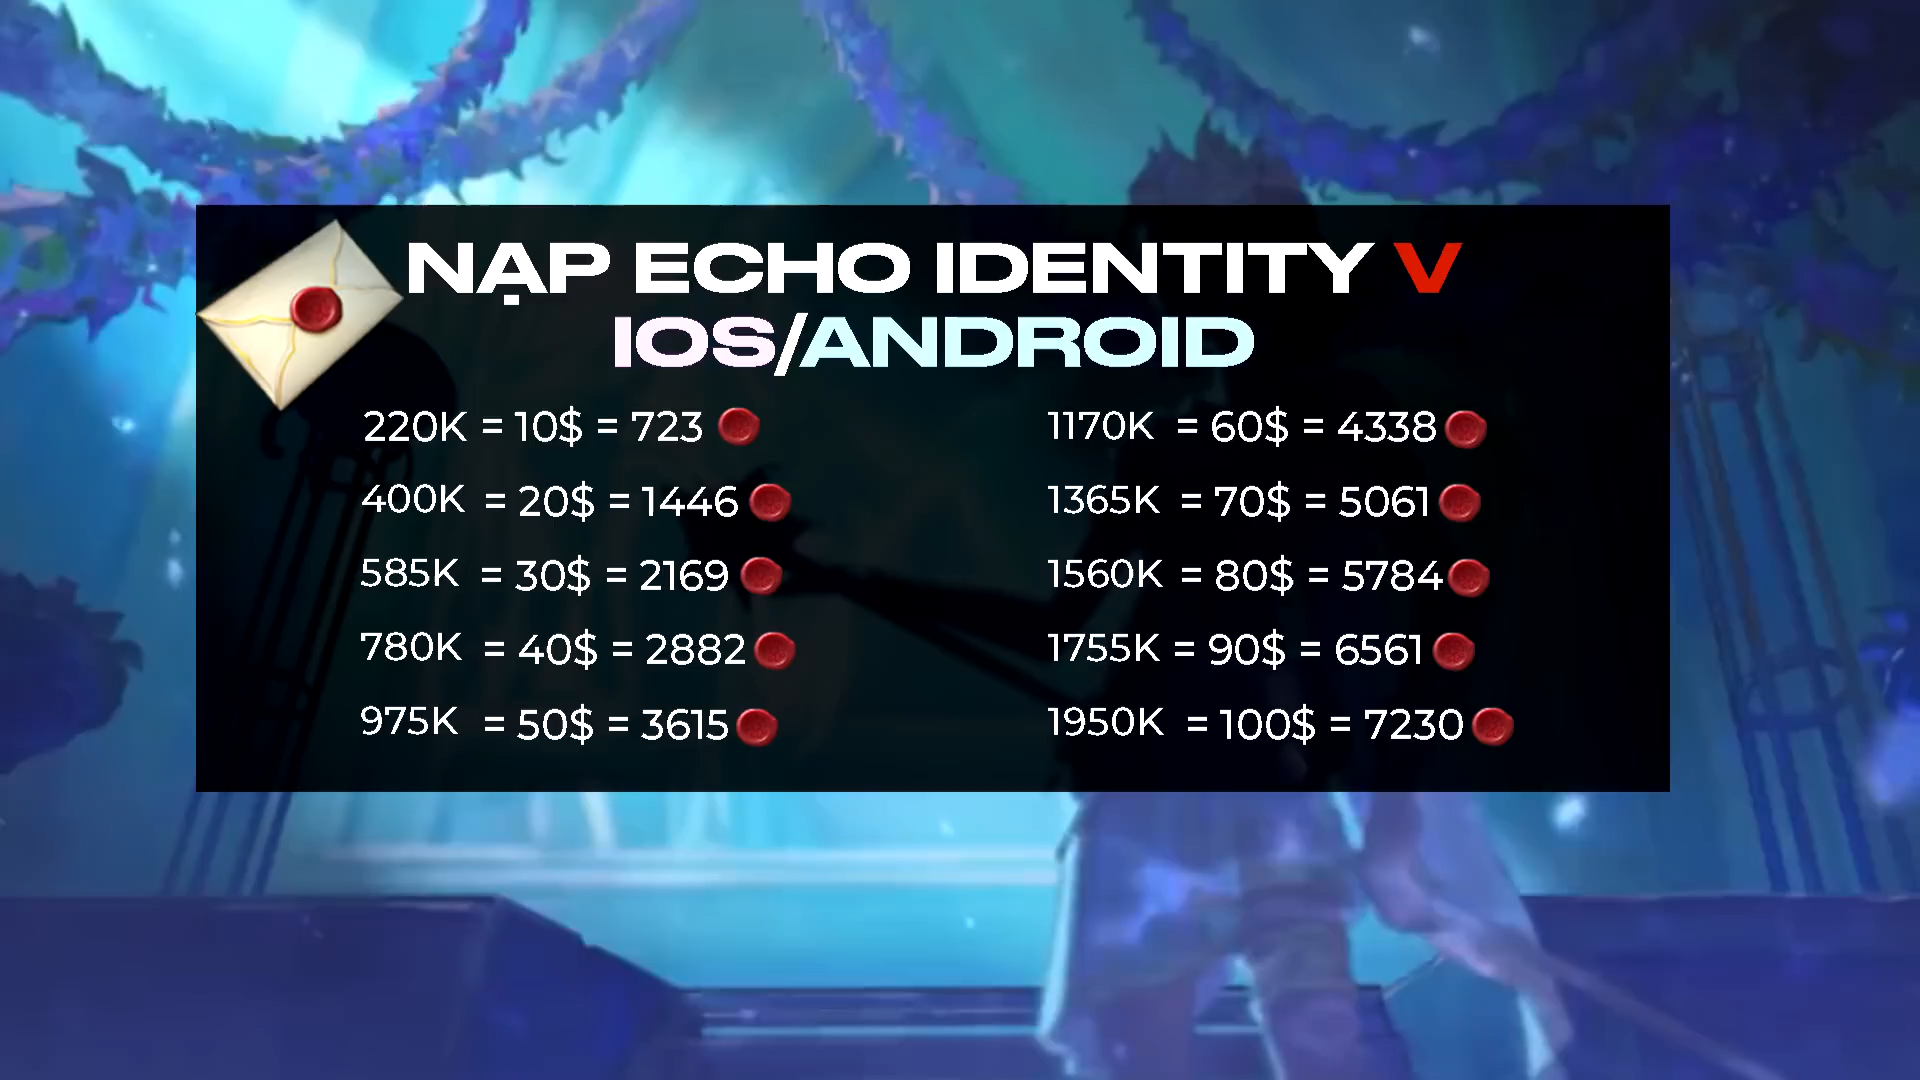 NẠP ECHO IDENTITY V
IOS/ANDROID
220K = 10$ = 723
400K = 20$ = 1446
585K = 30$ = 2169
780K = 40$ = 2882
975K = 50$ = 3615
1170K = 60$ = 4338
1365K = 70$ = 5061
1560K = 80$ = 5784
1755K = 90$ = 6561
1950K = 100$ = 7230